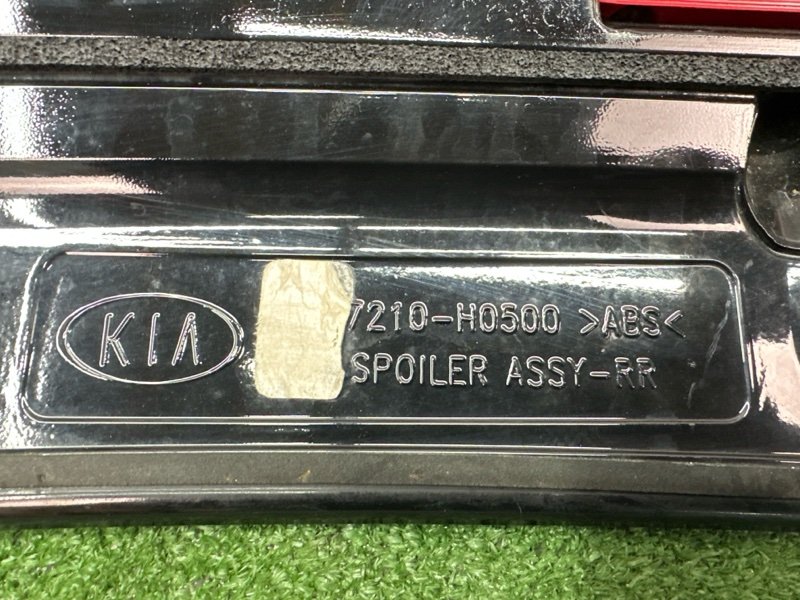 KIA
7210-H0500 >ABS<
SPOILER ASSY-RR